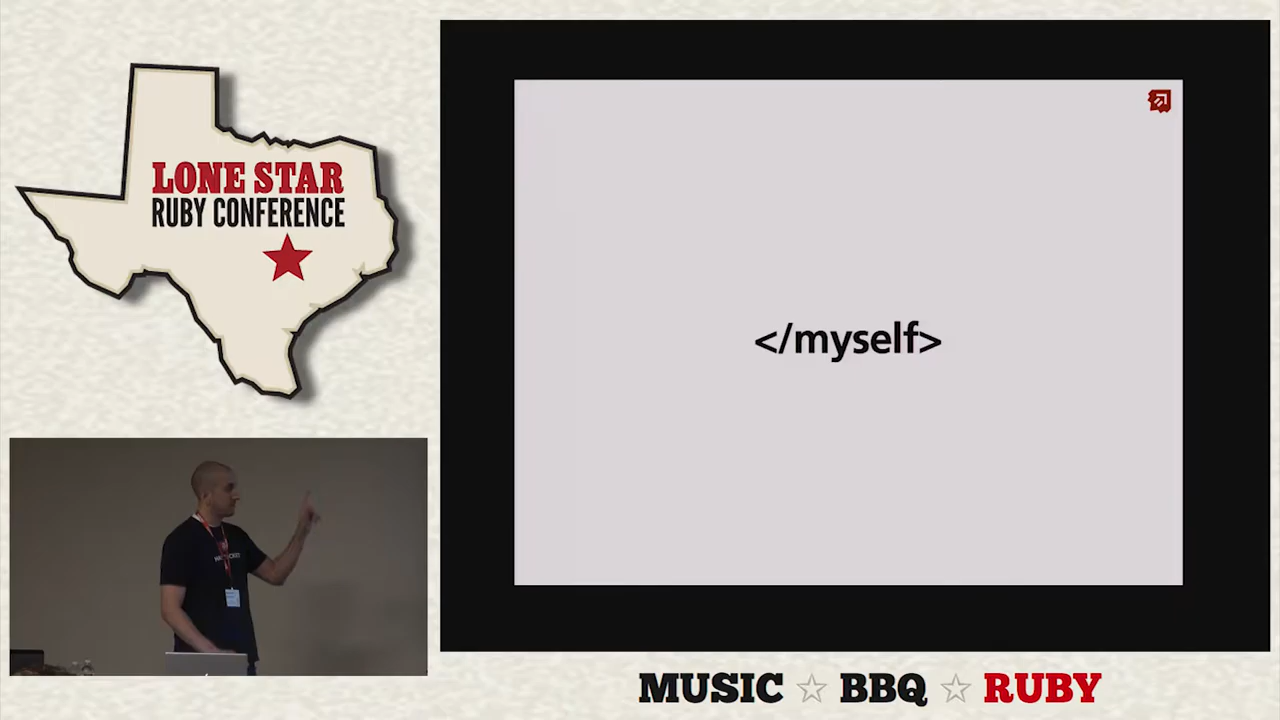 LONE STAR
RUBY CONFERENCE
</myself>
MUSIC ☆ BBQ ☆ RUBY